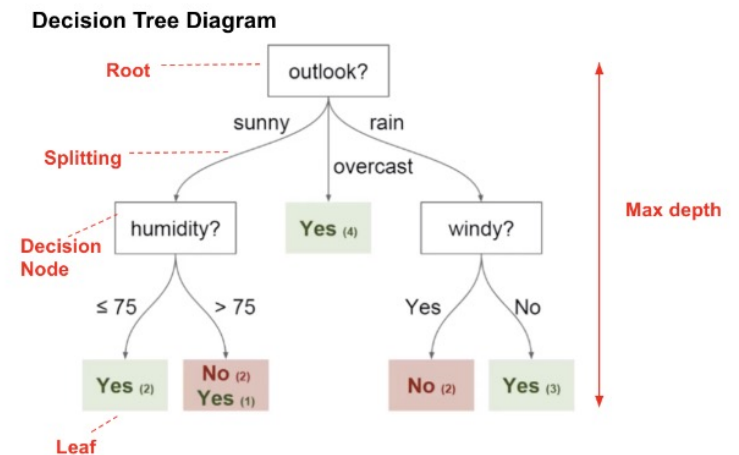 Decision Tree Diagram
Root
outlook?
sunny
rain
Splitting
overcast
Max depth
humidity?
Yes (4)
windy?
Decision
Node
≤ 75
> 75
Yes
No
Yes (2)
No (2)
Yes (1)
No (2)
Yes (3)
Leaf